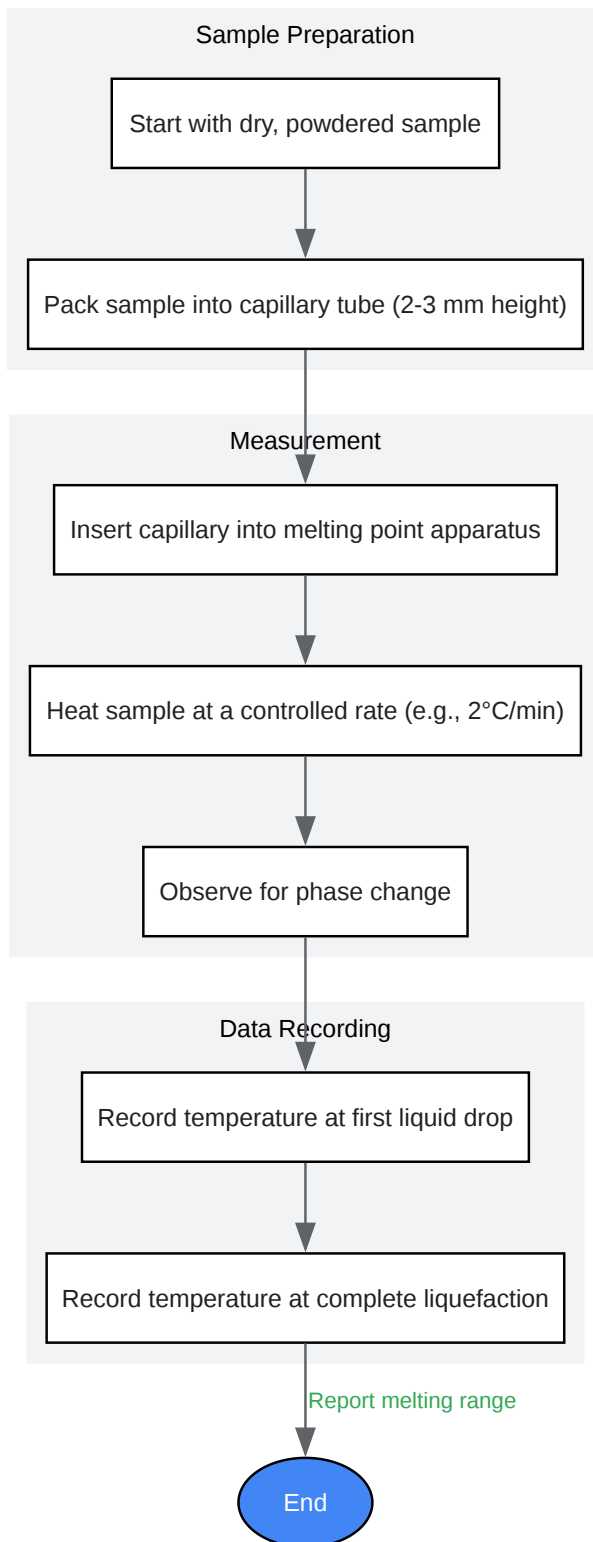 Sample Preparation
Start with dry, powdered sample
Pack sample into capillary tube (2-3 mm height)
Measurement
Insert capillary into melting point apparatus
Heat sample at a controlled rate (e.g., 2°C/min)
Observe for phase change
Data Recording
Record temperature at first liquid drop
Record temperature at complete liquefaction
Report melting range
End